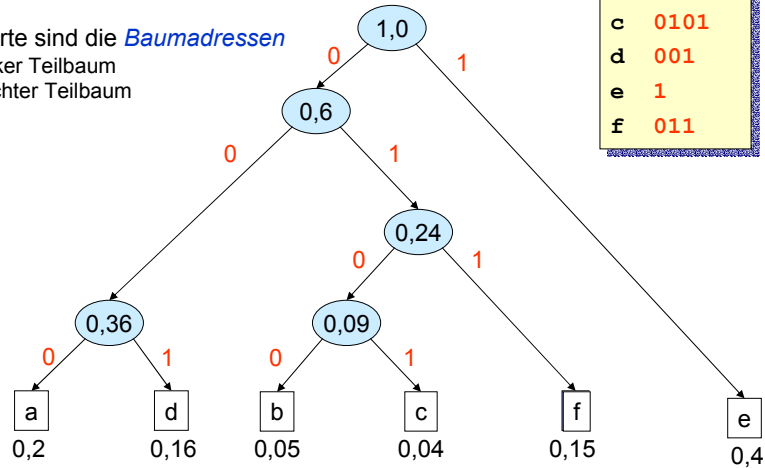 rte sind die Baumadressen
ker Teilbaum
chter Teilbaum
c 0101
d 001
e 1
f 011
1,0
0 1
0,6
0 1
0,24
0 1
0,36 0,09
0 1 0 1
a d b c f e
0,2 0,16 0,05 0,04 0,15 0,4